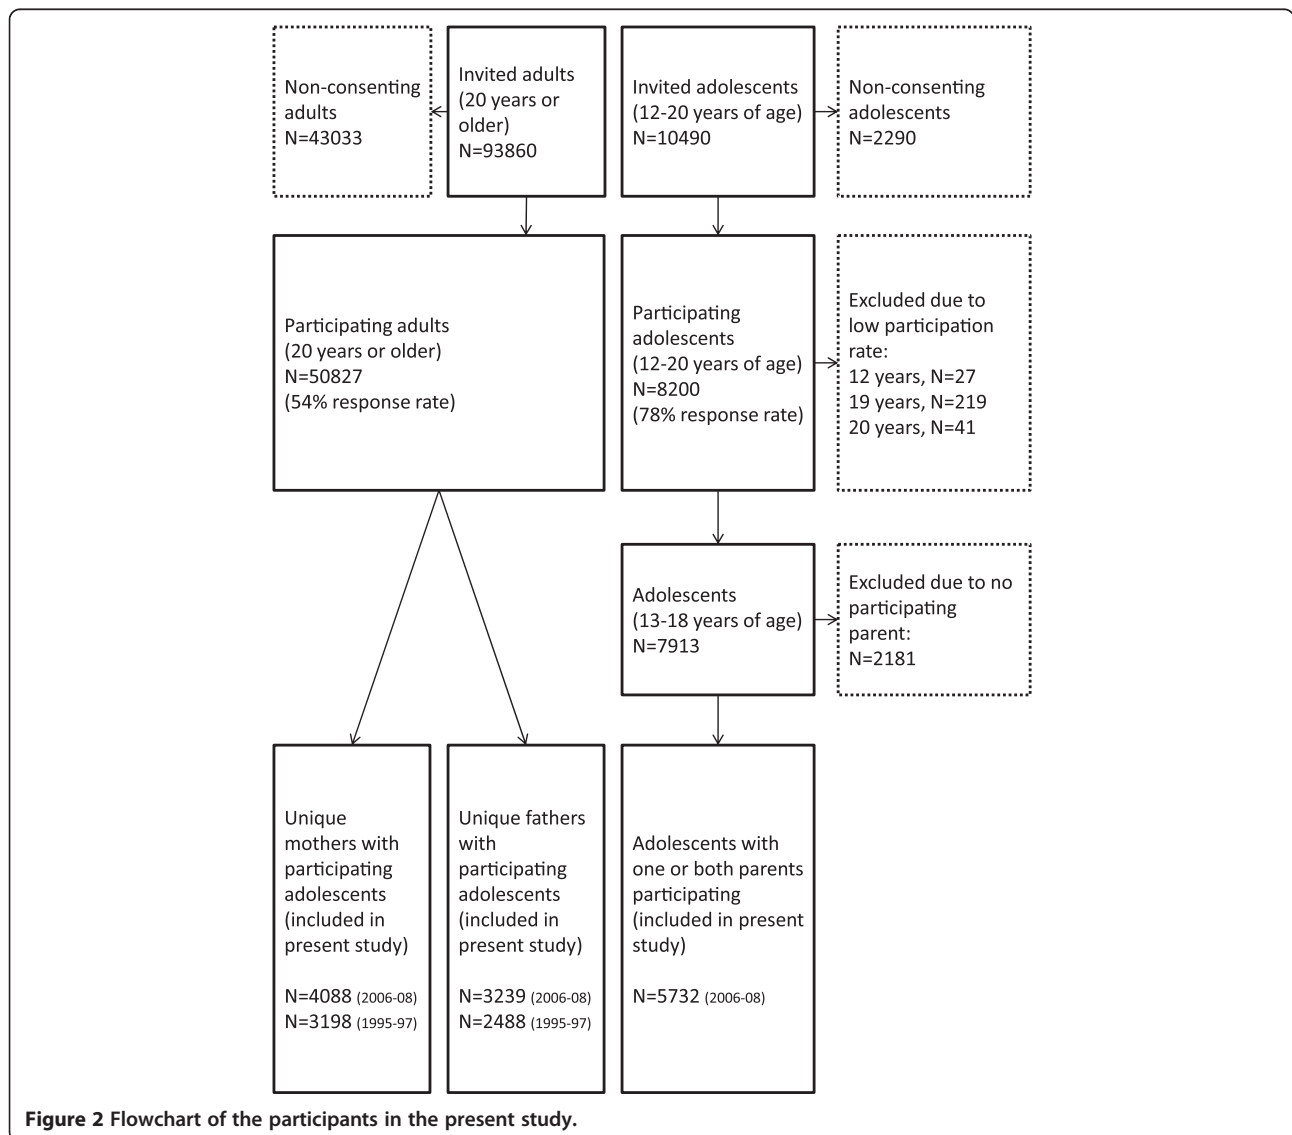 Non-consenting
adults
N=43033
Invited adults
(20 years or
older)
N=93860
Invited adolescents
(12-20 years of age)
N=10490
Non-consenting
adolescents
N=2290
Participating adults
(20 years or older)
N=50827
(54% response rate)
Participating
adolescents
(12-20 years of age)
N=8200
(78% response rate)
Excluded due to
low participation
rate:
12 years, N=27
19 years, N=219
20 years, N=41
Adolescents
(13-18 years of age)
N=7913
Excluded due to no
participating
parent:
N=2181
Unique
mothers with
participating
adolescents
(included in
present study)
N=4088 (2006-08)
N=3198 (1995-97)
Unique fathers
with
participating
adolescents
(included in
present study)
N=3239 (2006-08)
N=2488 (1995-97)
Adolescents with
one or both parents
participating
(included in present
study)
N=5732 (2006-08)
Figure 2 Flowchart of the participants in the present study.